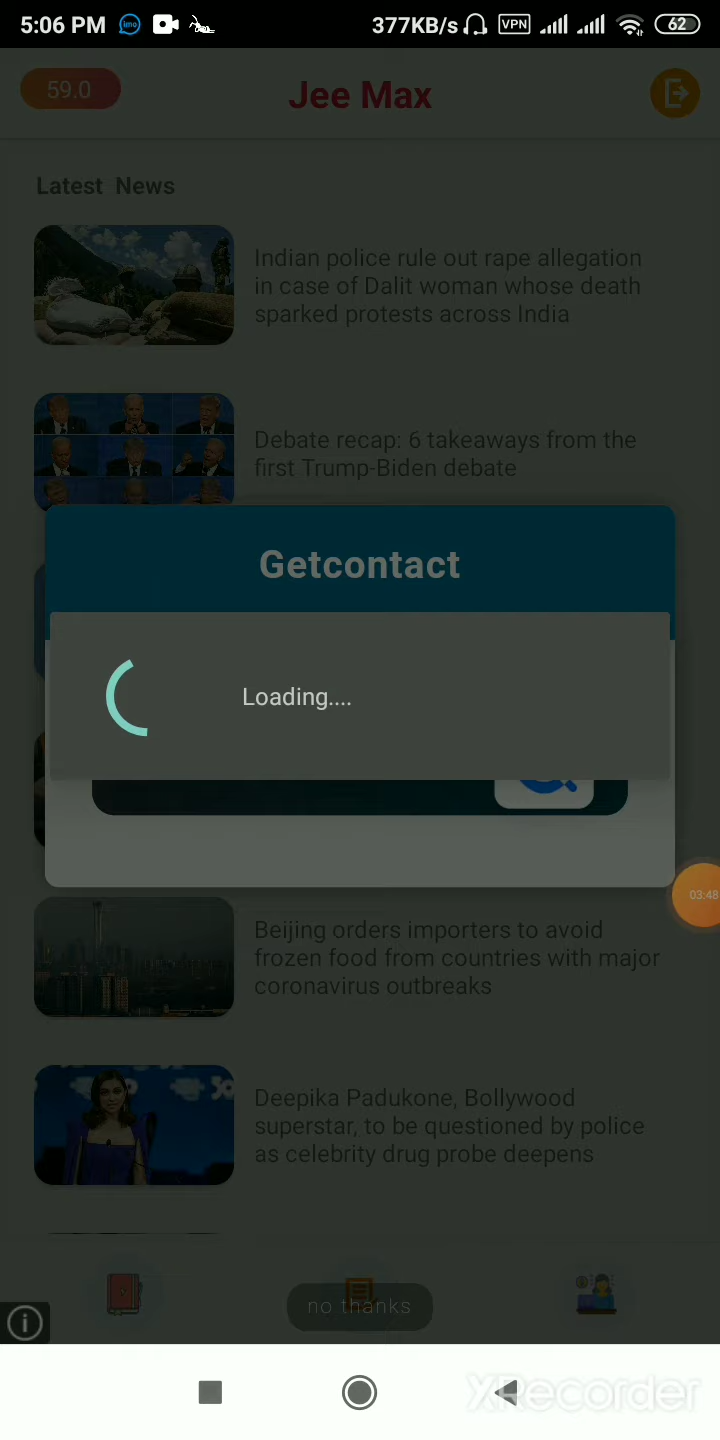 5:06 PM imo 377KB/s VPN 62
59.0 Jee Max
Latest News
Indian police rule out rape allegation
in case of Dalit woman whose death
sparked protests across India
Debate recap: 6 takeaways from the
first Trump-Biden debate
Getcontact
Loading....
03:48
Beijing orders importers to avoid
frozen food from countries with major
coronavirus outbreaks
Deepika Padukone, Bollywood
superstar, to be questioned by police
as celebrity drug probe deepens
no thanks
XRecorder